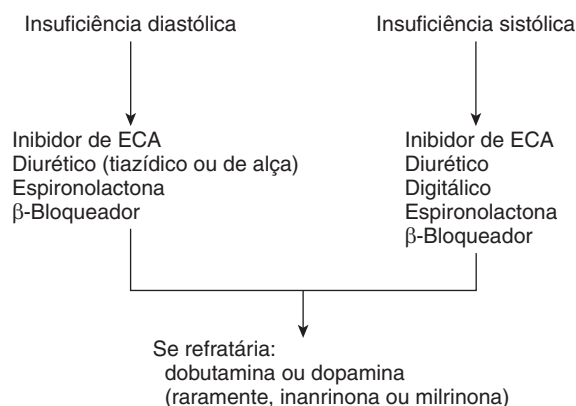 Insuficiência diastólica
Insuficiência sistólica
Inibidor de ECA
Diurético (tiazídico ou de alça)
Espironolactona
β-Bloqueador
Inibidor de ECA
Diurético
Digitálico
Espironolactona
β-Bloqueador
Se refratária:
dobutamina ou dopamina
(raramente, inanrinona ou milrinona)